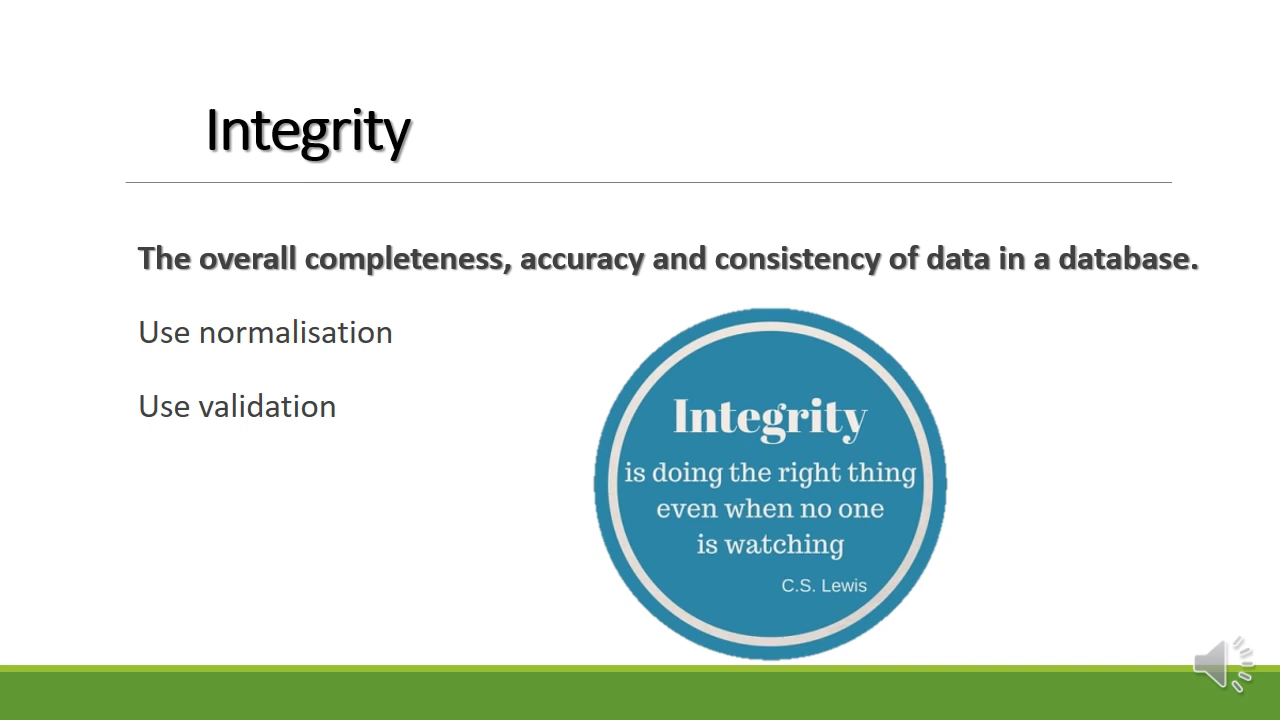 Integrity
The overall completeness, accuracy and consistency of data in a database.
Use normalisation
Use validation
Integrity
is doing the right thing
even when no one
is watching
C.S. Lewis